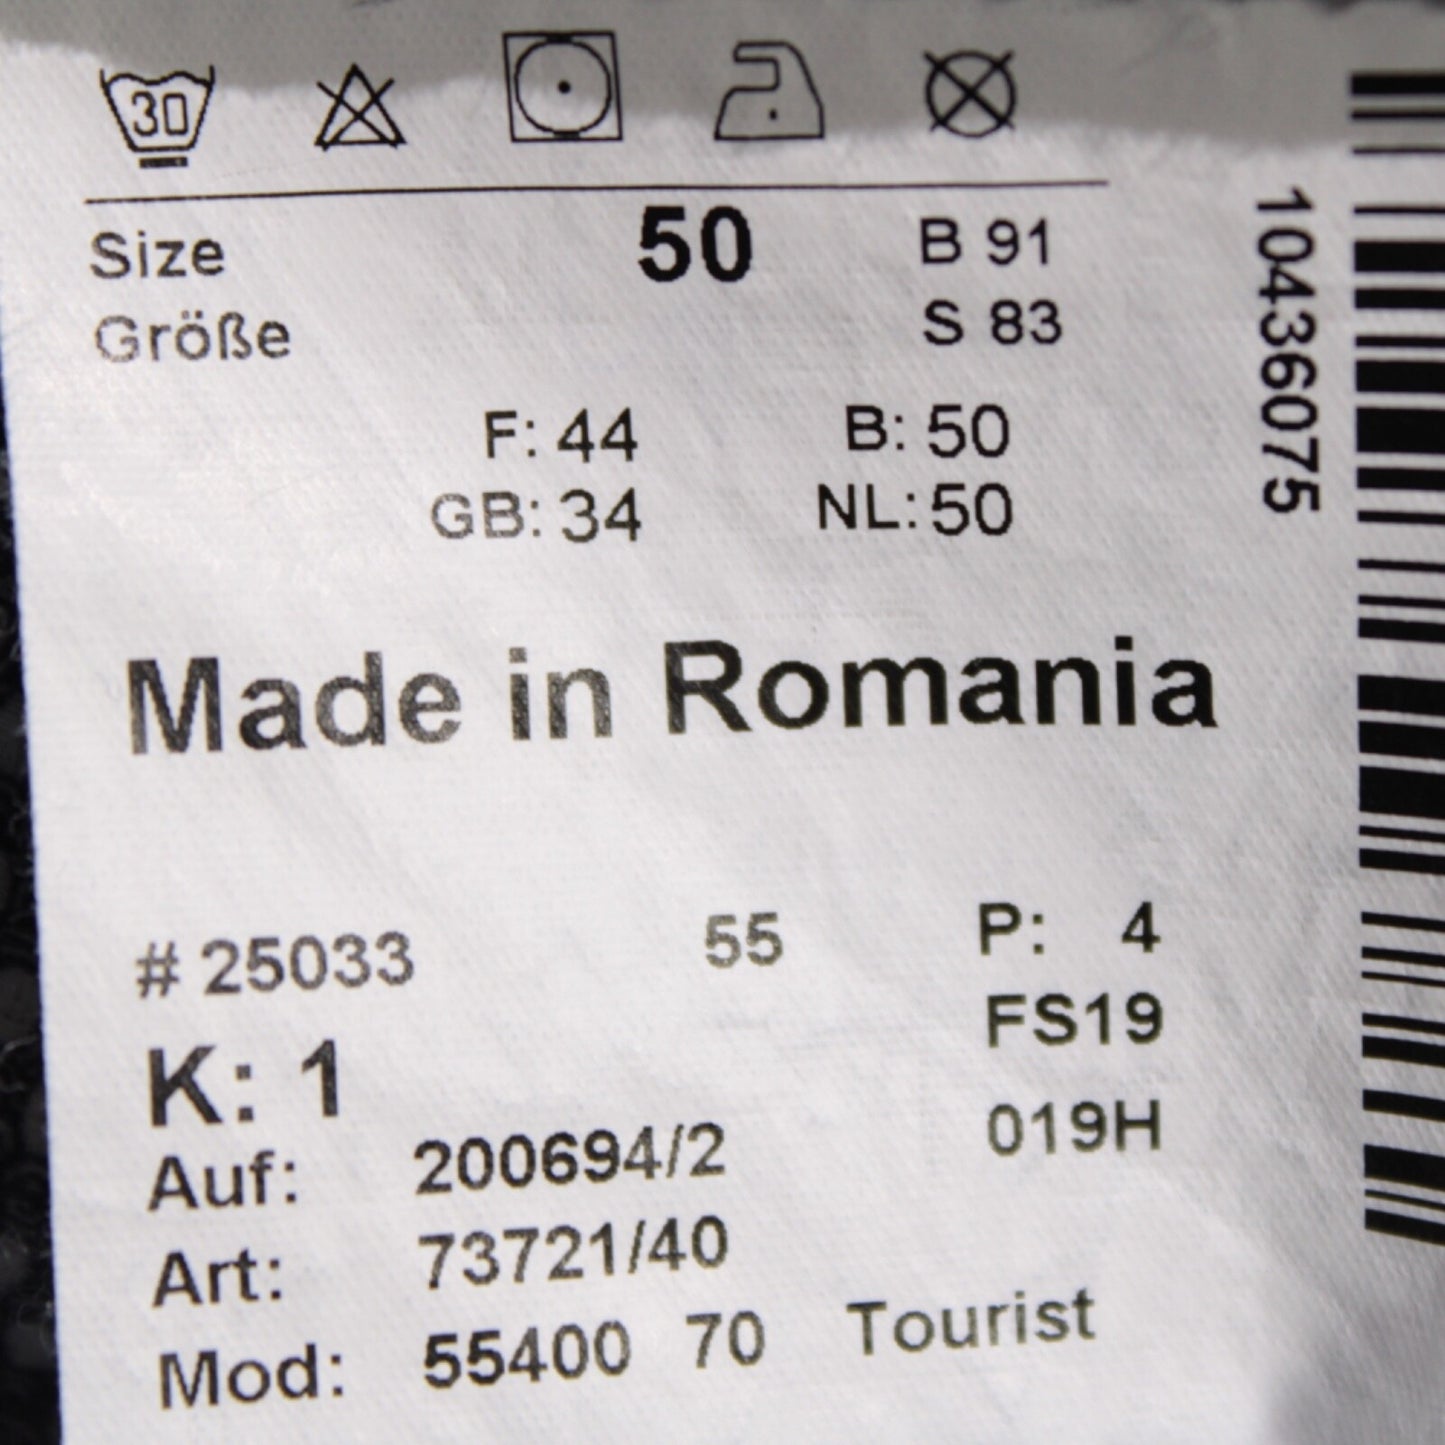 30
Size 50 B 91
Größe S 83
F: 44 B: 50
GB: 34 NL: 50
Made in Romania
# 25033 55 P: 4
FS19
K: 1
019H
Auf: 200694/2
Art: 73721/40
Mod: 55400 70 Tourist
10436075